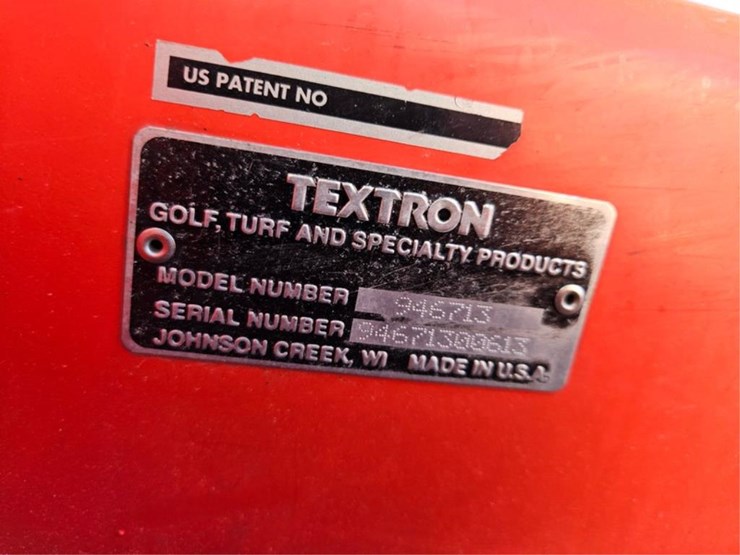 US PATENT NO
TEXTRON
GOLF, TURF AND SPECIALTY PRODUCTS
MODEL NUMBER 946713
SERIAL NUMBER 94671300613
JOHNSON CREEK, WI MADE IN U.S.A.